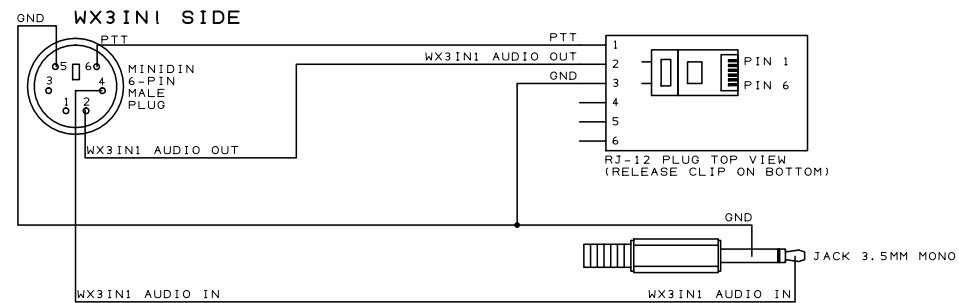 GND
WX3IN1 SIDE
PTT
5
6
3
4
1
2
MINIDIN
6-PIN
MALE
PLUG
WX3IN1 AUDIO OUT
PTT
WX3IN1 AUDIO OUT
GND
1
2
3
4
5
6
PIN 1
PIN 6
RJ-12 PLUG TOP VIEW
(RELEASE CLIP ON BOTTOM)
GND
JACK 3.5MM MONO
WX3IN1 AUDIO IN
WX3IN1 AUDIO IN